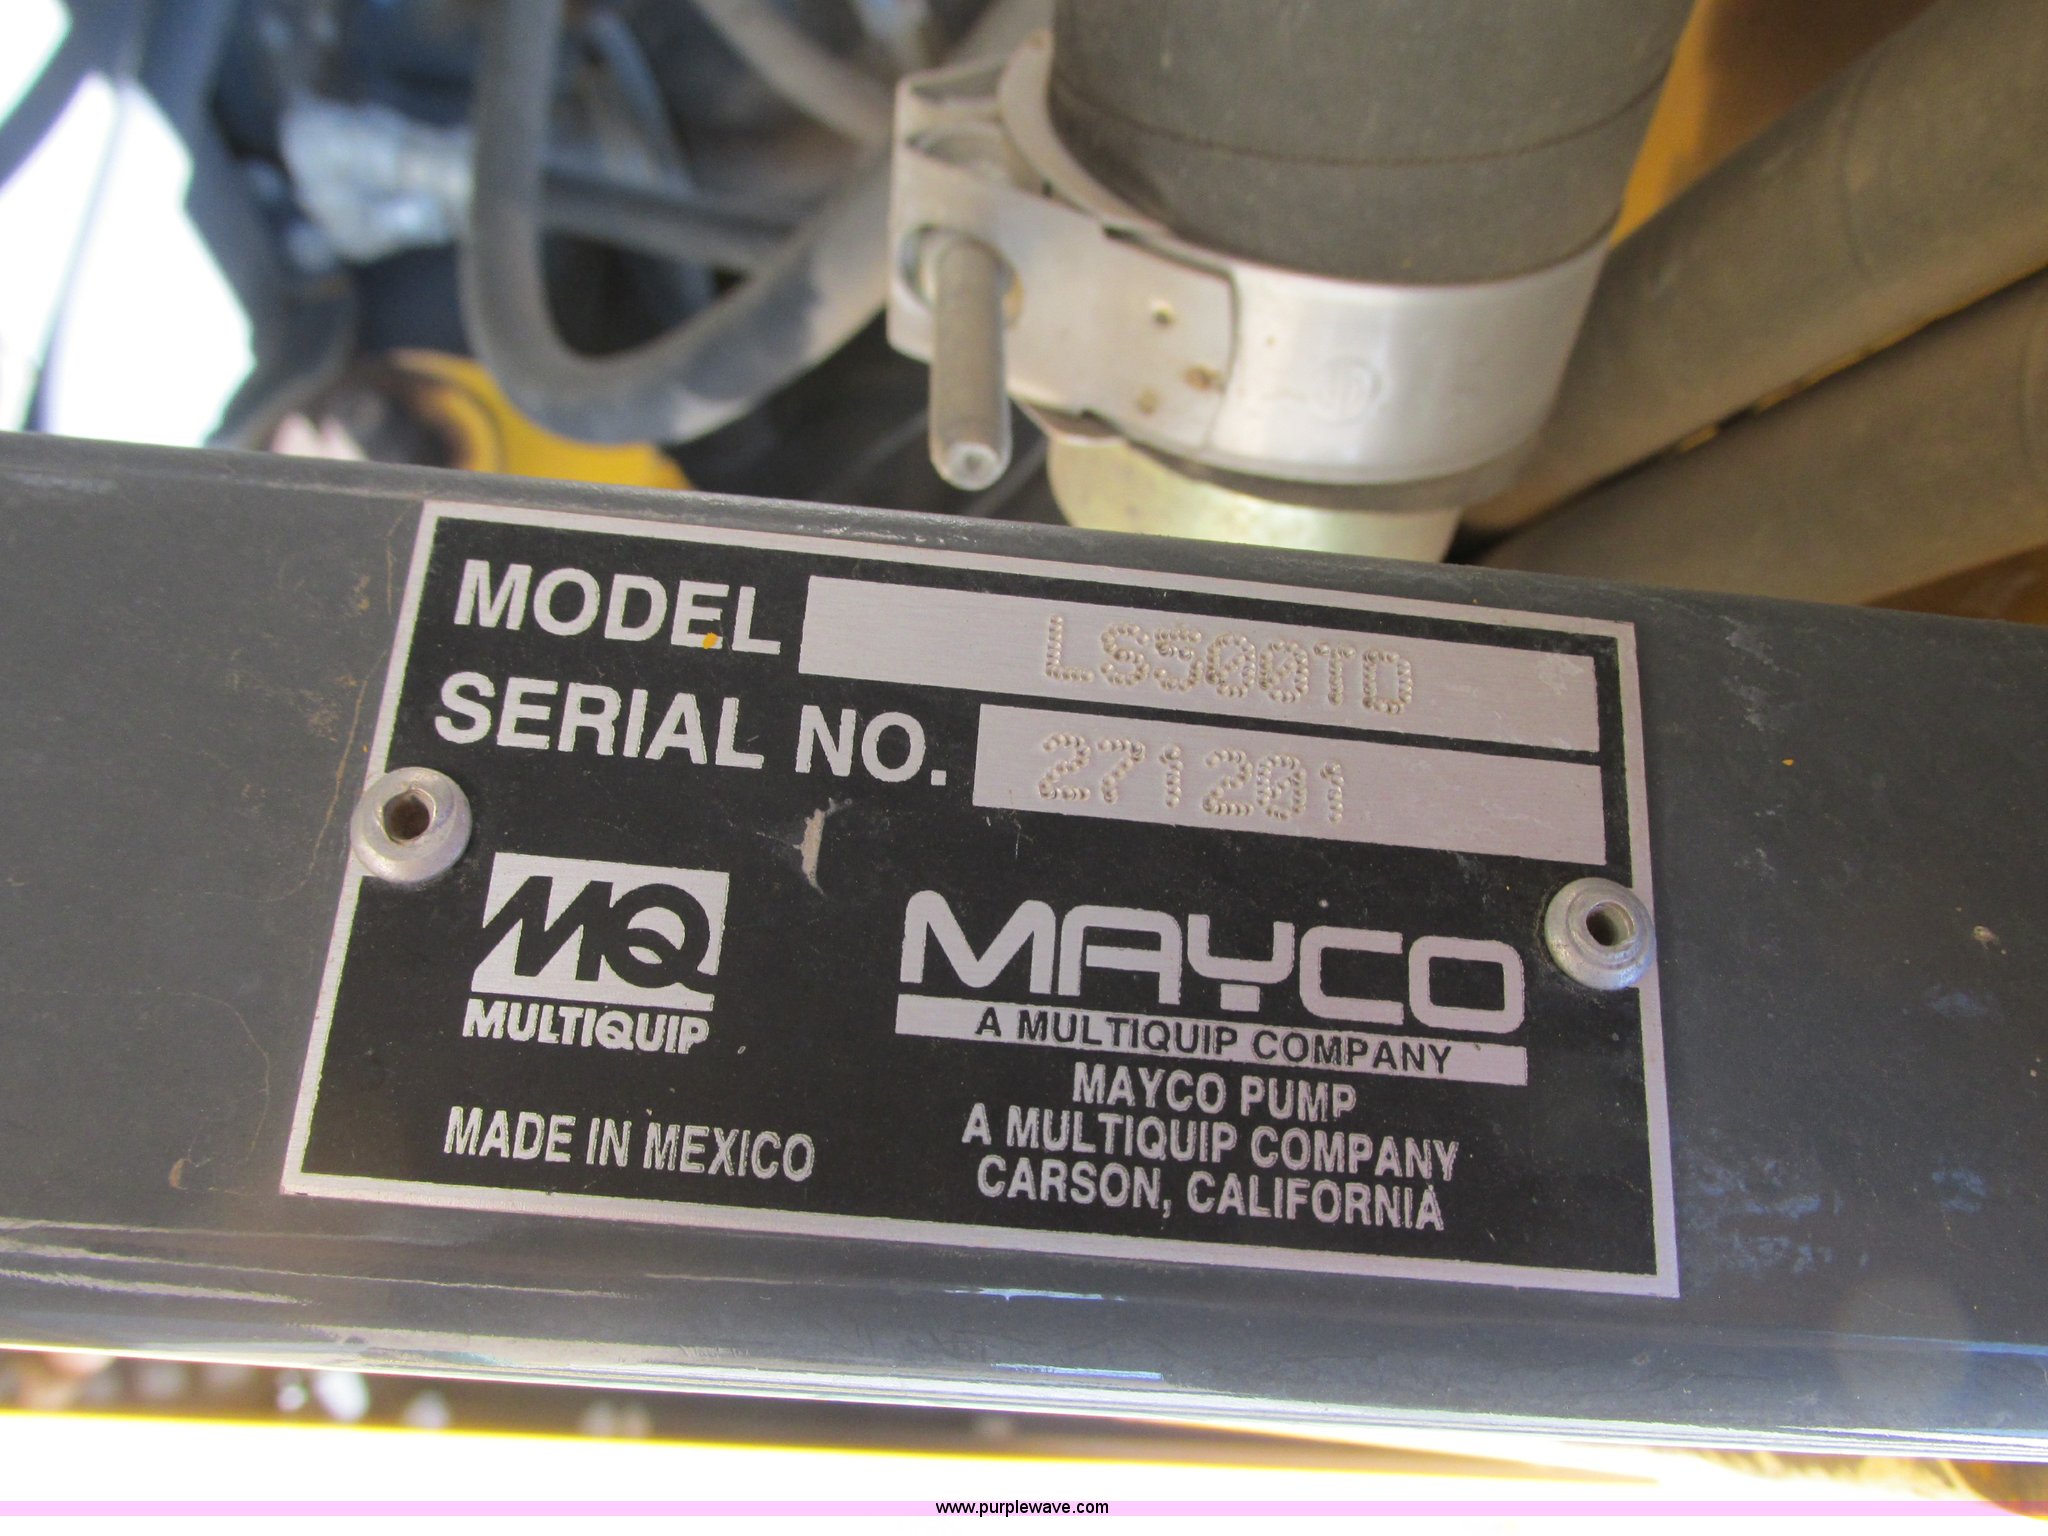 MODEL LS500TD
SERIAL NO. 271201
MQ
MULTIQUIP
MAYCO
A MULTIQUIP COMPANY
MAYCO PUMP
A MULTIQUIP COMPANY
CARSON, CALIFORNIA
MADE IN MEXICO
www.purplewave.com